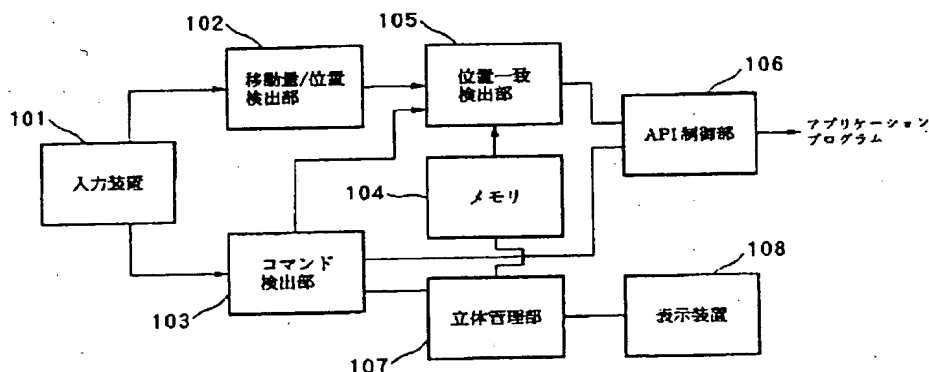 102
105
106
移動量/位置
検出部
位置一致
検出部
101
API制御部
アプリケーション
プログラム
入力装置
104
メモリ
108
コマンド
検出部
103
立体管理部
表示装置
107